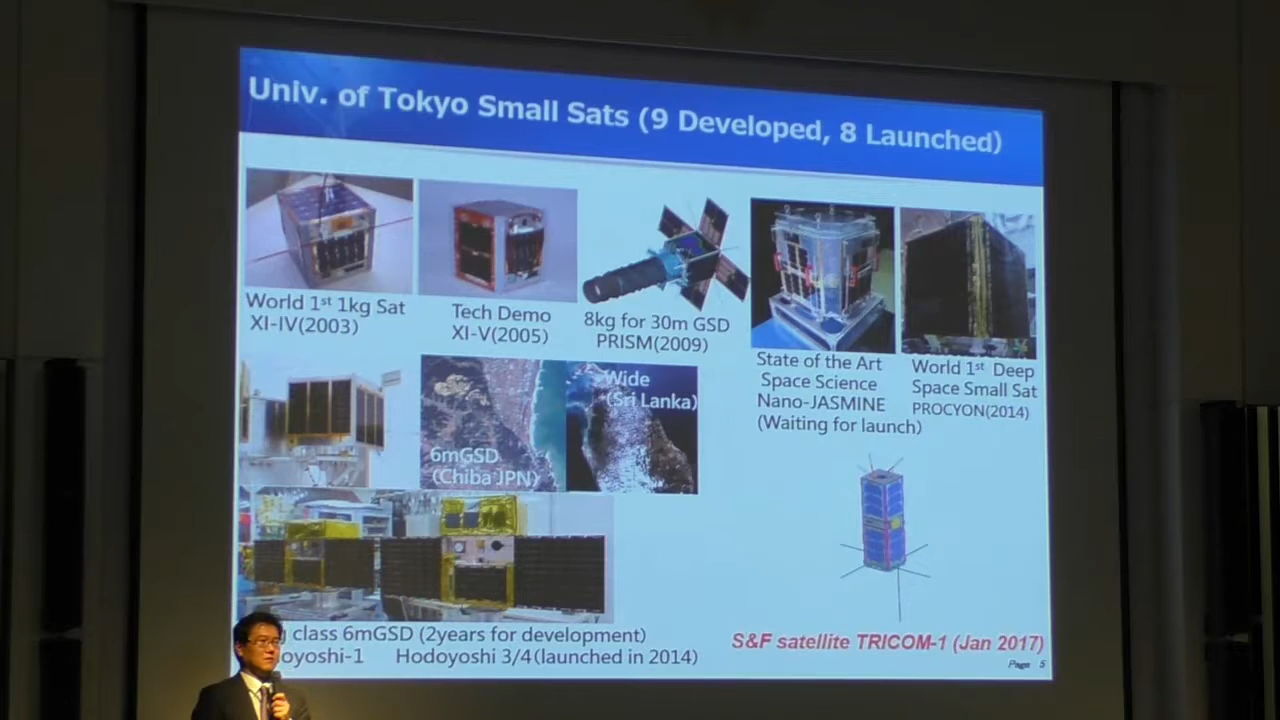 Univ. of Tokyo Small Sats (9 Developed, 8 Launched)
World 1st 1kg Sat
XI-IV(2003)
Tech Demo
XI-V(2005)
8kg for 30m GSD
PRISM(2009)
State of the Art
Space Science
Nano-JASMINE
(Waiting for launch)
World 1st Deep
Space Small Sat
PROCYON(2014)
6mGSD
(Chiba JPN)
Wide
(Sri Lanka)
class 6mGSD (2years for development)
oyoshi-1 Hodoyoshi 3/4(launched in 2014)
S&F satellite TRICOM-1 (Jan 2017)
Page 5